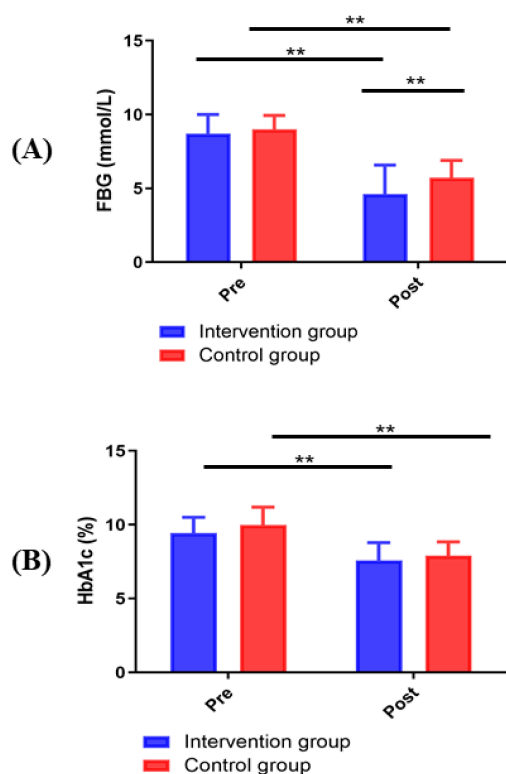 **
**
**
15
10
5
0
FBG (mmol/L)
(A)
Pre
Post
Intervention group
Control group
**
**
15
10
5
0
HbA1c (%)
(B)
Pre
Post
Intervention group
Control group